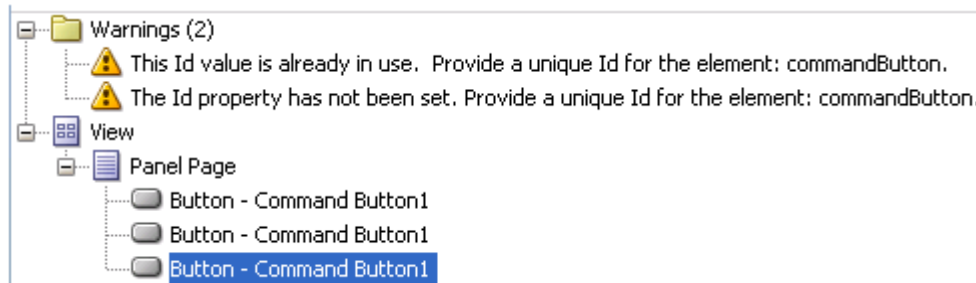 Warnings (2)
This Id value is already in use. Provide a unique Id for the element: commandButton.
The Id property has not been set. Provide a unique Id for the element: commandButton.
View
Panel Page
Button - Command Button1
Button - Command Button1
Button - Command Button1